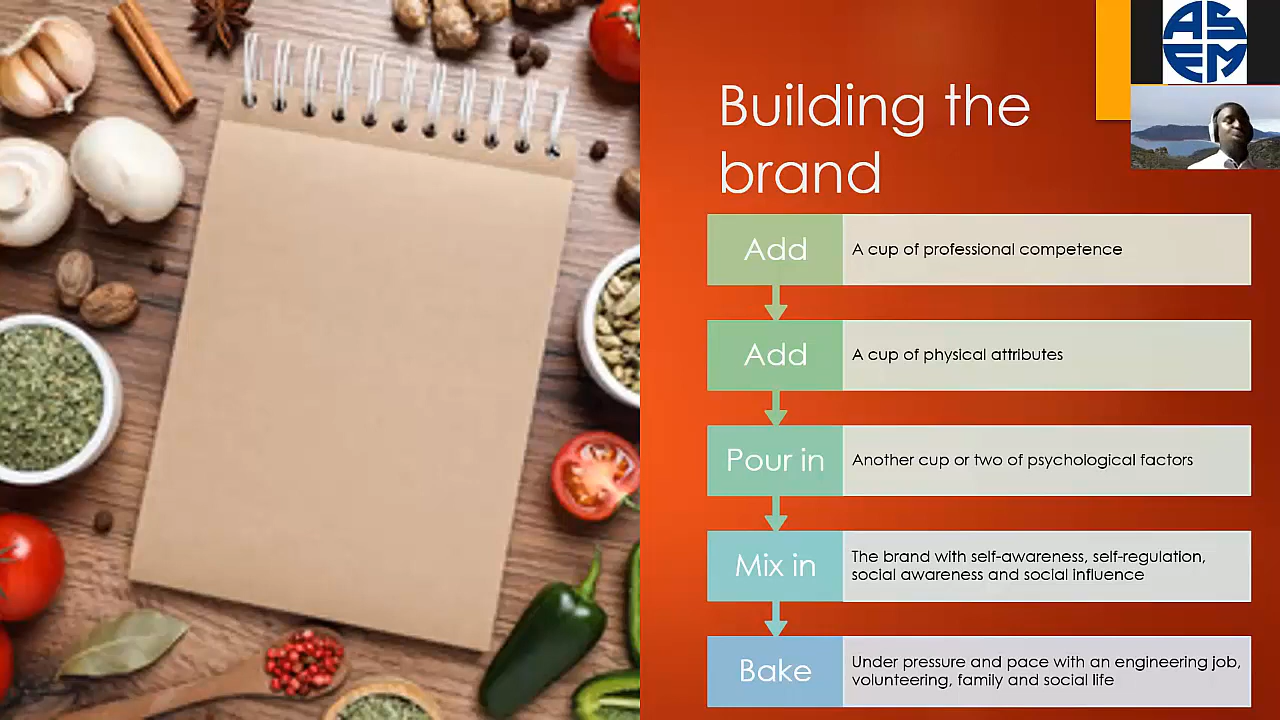 AS
EM
Building the
brand
Add
A cup of professional competence
Add
A cup of physical attributes
Pour in
Another cup or two of psychological factors
Mix in
The brand with self-awareness, self-regulation,
social awareness and social influence
Bake
Under pressure and pace with an engineering job,
volunteering, family and social life